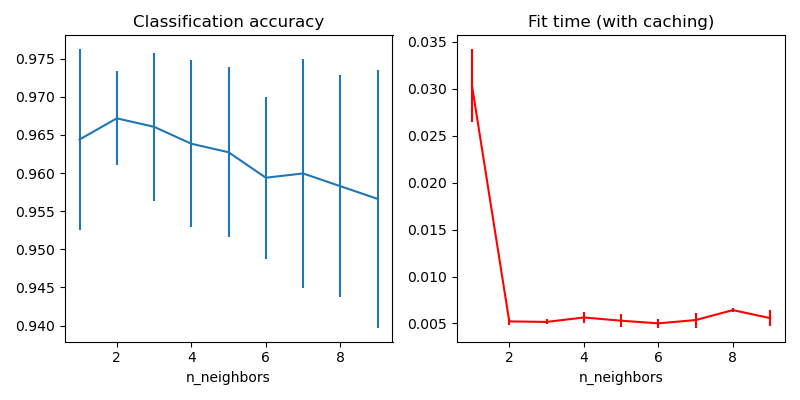 Classification accuracy
0.975
0.970
0.965
0.960
0.955
0.950
0.945
0.940
2 4 6 8
n_neighbors
Fit time (with caching)
0.035
0.030
0.025
0.020
0.015
0.010
0.005
2 4 6 8
n_neighbors